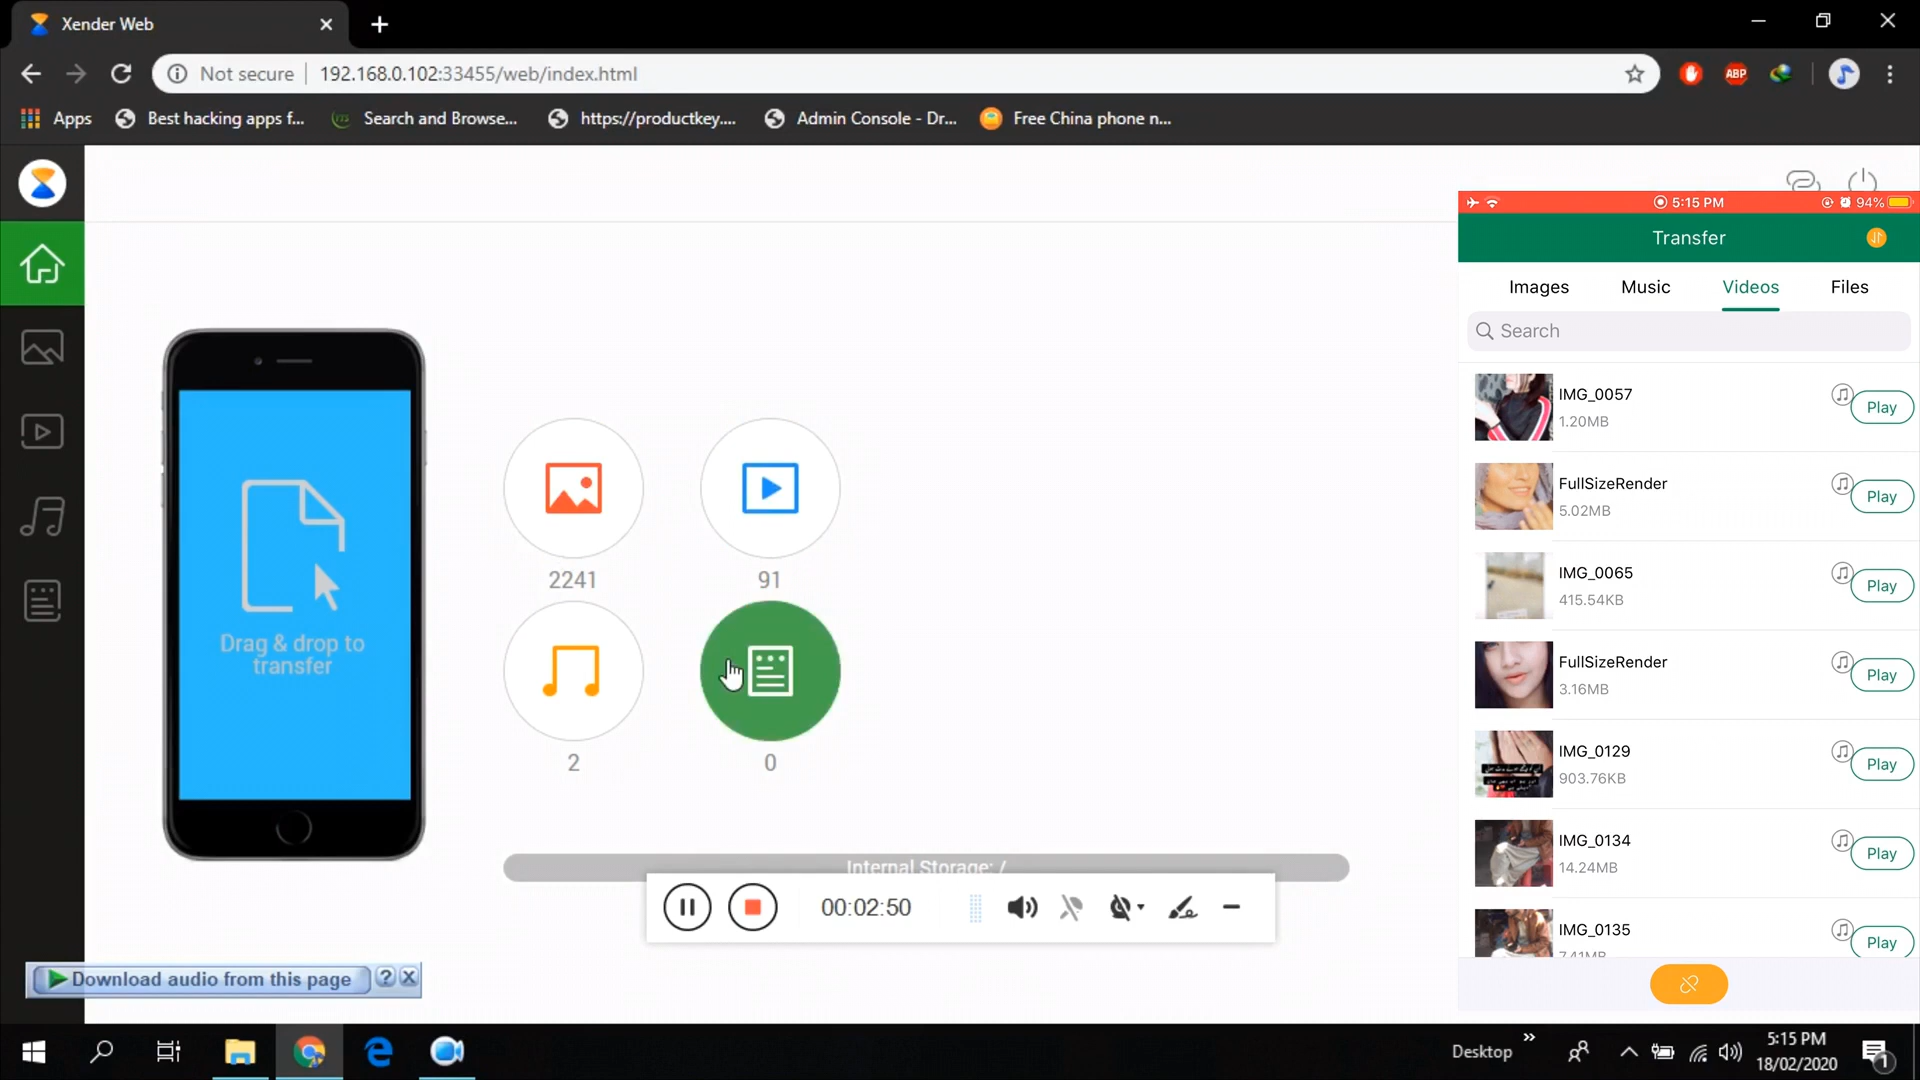 Xender Web
Not secure 192.168.0.102:33455/web/index.html
ABP
Apps Best hacking apps f... Search and Browse... https://productkey.... Admin Console - Dr... Free China phone n...
Drag & drop to
transfer
2241
91
2
0
Internal Storage: /
00:02:50
Download audio from this page ?
5:15 PM 94%
Transfer
Images Music Videos Files
Search
IMG_0057
1.20MB
Play
FullSizeRender
5.02MB
Play
IMG_0065
415.54KB
Play
FullSizeRender
3.16MB
Play
IMG_0129
903.76KB
Play
IMG_0134
14.24MB
Play
IMG_0135
7.41MB
Play
Desktop
5:15 PM
18/02/2020
1